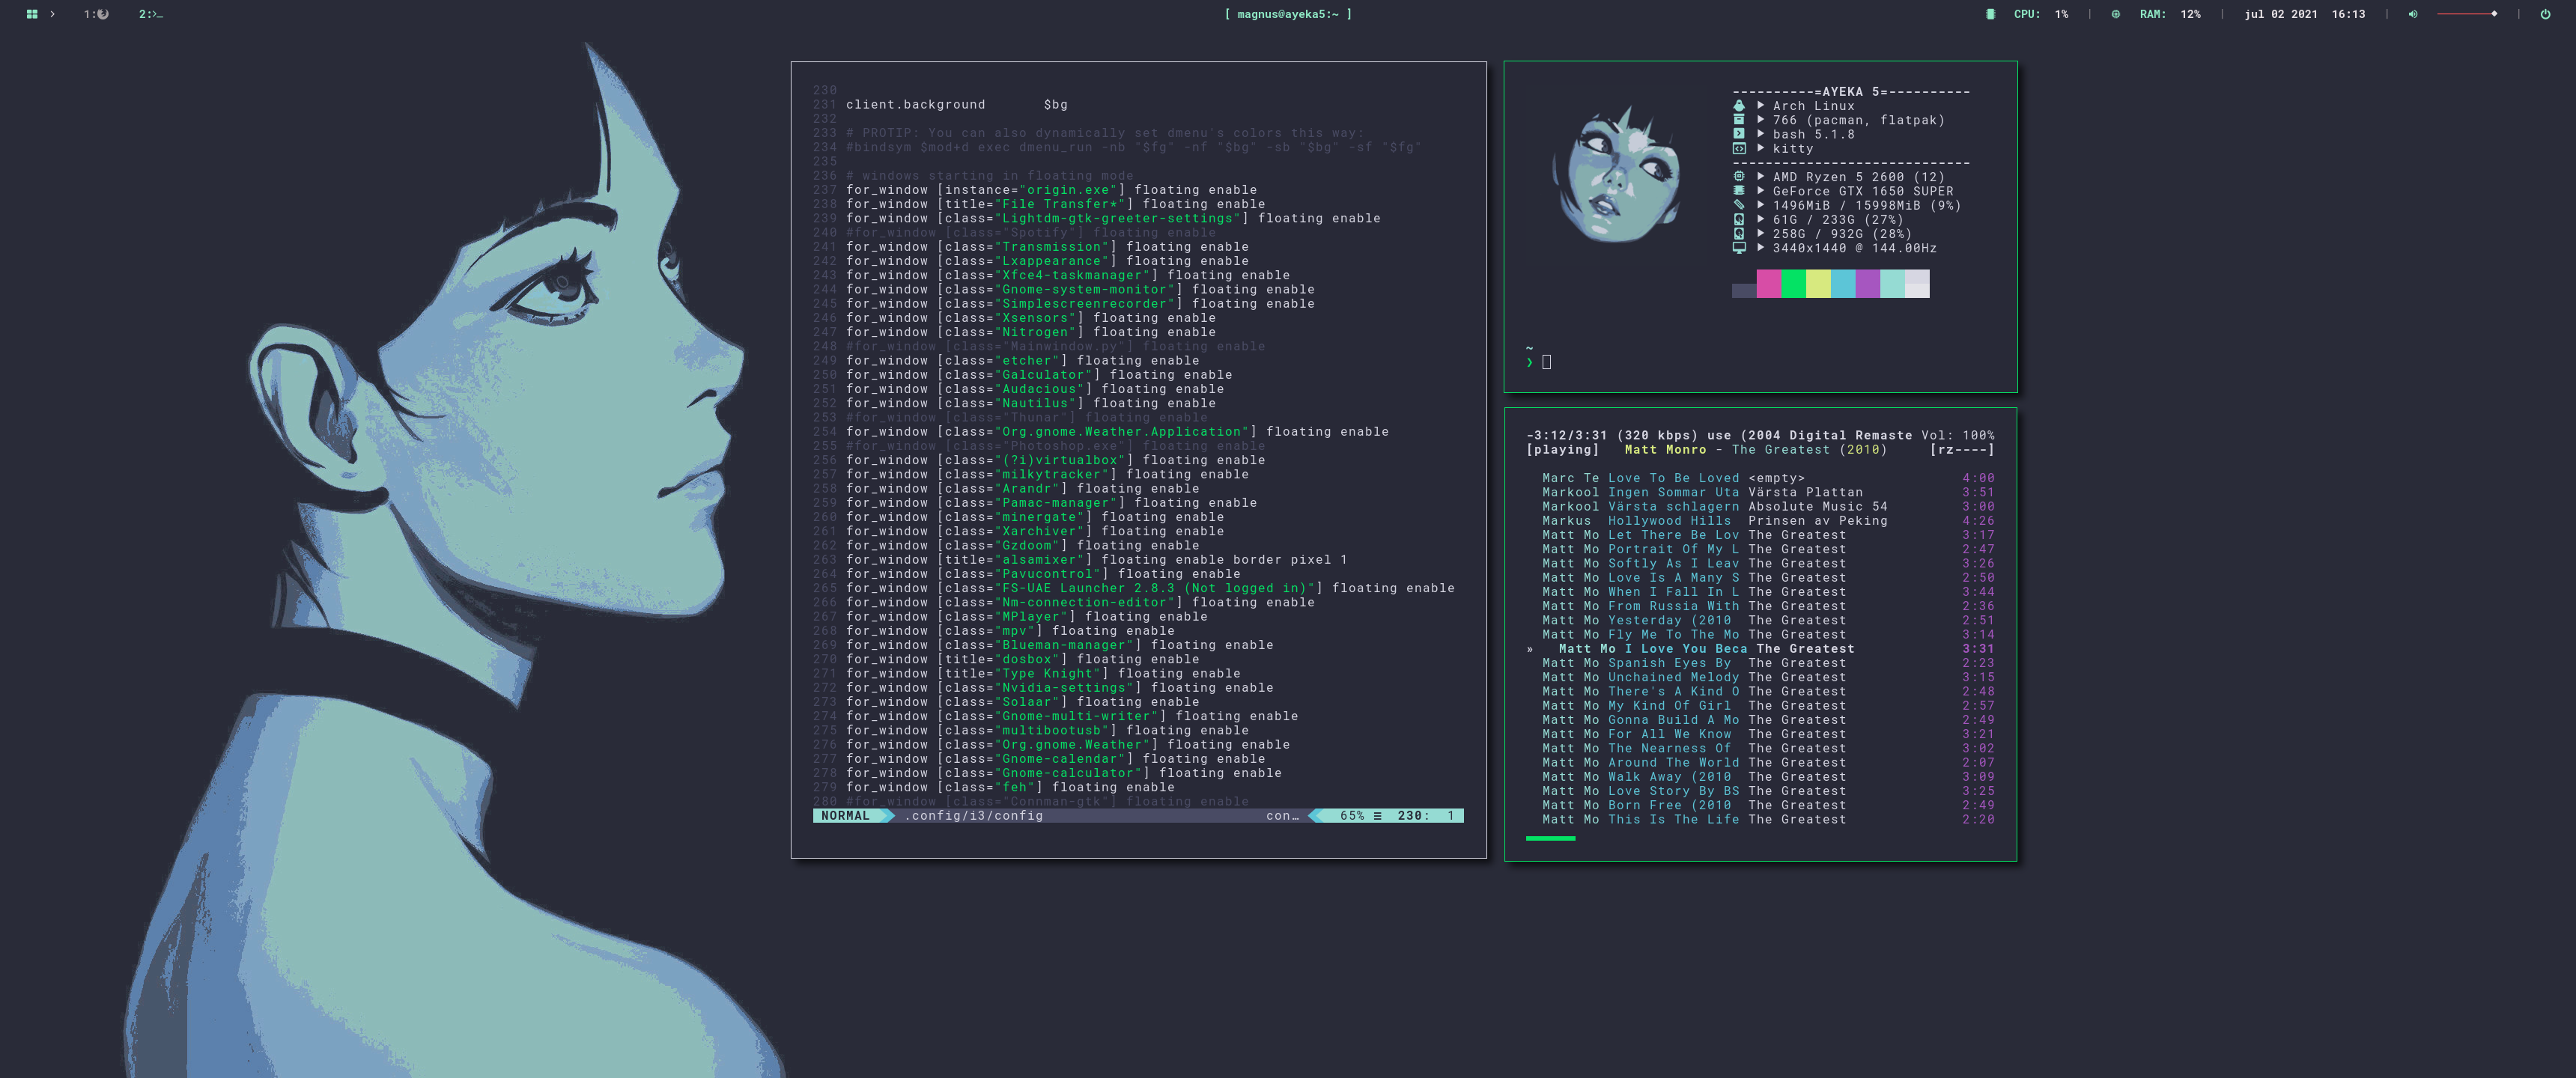 1: 2:
[ magnus@ayeka5:~ ]
CPU: 1% | RAM: 12% | jul 02 2021 16:13
230
231 client.background $bg
232
233 # PROTIP: You can also dynamically set dmenu's colors this way:
234 #bindsym $mod+d exec dmenu_run -nb "$fg" -nf "$bg" -sb "$bg" -sf "$fg"
235
236 # windows starting in floating mode
237 for_window [instance="origin.exe"] floating enable
238 for_window [title="File Transfer*"] floating enable
239 for_window [class="Lightdm-gtk-greeter-settings"] floating enable
240 #for_window [class="Spotify"] floating enable
241 for_window [class="Transmission"] floating enable
242 for_window [class="Lxappearance"] floating enable
243 for_window [class="Xfce4-taskmanager"] floating enable
244 for_window [class="Gnome-system-monitor"] floating enable
245 for_window [class="Simplescreenrecorder"] floating enable
246 for_window [class="Xsensors"] floating enable
247 for_window [class="Nitrogen"] floating enable
248 #for_window [class="Mainwindow.py"] floating enable
249 for_window [class="etcher"] floating enable
250 for_window [class="Galculator"] floating enable
251 for_window [class="Audacious"] floating enable
252 for_window [class="Nautilus"] floating enable
253 #for_window [class="Thunar"] floating enable
254 for_window [class="Org.gnome.Weather.Application"] floating enable
255 #for_window [class="Photoshop.exe"] floating enable
256 for_window [class="(?i)virtualbox"] floating enable
257 for_window [class="milkytracker"] floating enable
258 for_window [class="Arandr"] floating enable
259 for_window [class="Pamac-manager"] floating enable
260 for_window [class="minergate"] floating enable
261 for_window [class="Xarchiver"] floating enable
262 for_window [class="Gzdoom"] floating enable
263 for_window [title="alsamixer"] floating enable border pixel 1
264 for_window [class="Pavucontrol"] floating enable
265 for_window [class="FS-UAE Launcher 2.8.3 (Not logged in)"] floating enable
266 for_window [class="Nm-connection-editor"] floating enable
267 for_window [class="MPlayer"] floating enable
268 for_window [class="mpv"] floating enable
269 for_window [class="Blueman-manager"] floating enable
270 for_window [title="dosbox"] floating enable
271 for_window [title="Type Knight"] floating enable
272 for_window [class="Nvidia-settings"] floating enable
273 for_window [class="Solaar"] floating enable
274 for_window [class="Gnome-multi-writer"] floating enable
275 for_window [class="multibootusb"] floating enable
276 for_window [class="Org.gnome.Weather"] floating enable
277 for_window [class="Gnome-calendar"] floating enable
278 for_window [class="Gnome-calculator"] floating enable
279 for_window [class="feh"] floating enable
280 #for_window [class="Connman-gtk"] floating enable
NORMAL .config/i3/config con… 65% ≡ 230: 1
----------=AYEKA 5=----------
Arch Linux
766 (pacman, flatpak)
bash 5.1.8
kitty
-----------------------------
AMD Ryzen 5 2600 (12)
GeForce GTX 1650 SUPER
1496MiB / 15998MiB (9%)
61G / 233G (27%)
258G / 932G (28%)
3440x1440 @ 144.00Hz
~
❯
-3:12/3:31 (320 kbps) use (2004 Digital Remaste Vol: 100%
[playing] Matt Monro - The Greatest (2010) [rz----]
Marc Te Love To Be Loved <empty> 4:00
Markool Ingen Sommar Uta Värsta Plattan 3:51
Markool Värsta schlagern Absolute Music 54 3:00
Markus Hollywood Hills Prinsen av Peking 4:26
Matt Mo Let There Be Lov The Greatest 3:17
Matt Mo Portrait Of My L The Greatest 2:47
Matt Mo Softly As I Leav The Greatest 3:26
Matt Mo Love Is A Many S The Greatest 2:50
Matt Mo When I Fall In L The Greatest 3:44
Matt Mo From Russia With The Greatest 2:36
Matt Mo Yesterday (2010 The Greatest 2:51
Matt Mo Fly Me To The Mo The Greatest 3:14
» Matt Mo I Love You Beca The Greatest 3:31
Matt Mo Spanish Eyes By The Greatest 2:23
Matt Mo Unchained Melody The Greatest 3:15
Matt Mo There's A Kind O The Greatest 2:48
Matt Mo My Kind Of Girl The Greatest 2:57
Matt Mo Gonna Build A Mo The Greatest 2:49
Matt Mo For All We Know The Greatest 3:21
Matt Mo The Nearness Of The Greatest 3:02
Matt Mo Around The World The Greatest 2:07
Matt Mo Walk Away (2010 The Greatest 3:09
Matt Mo Love Story By BS The Greatest 3:25
Matt Mo Born Free (2010 The Greatest 2:49
Matt Mo This Is The Life The Greatest 2:20